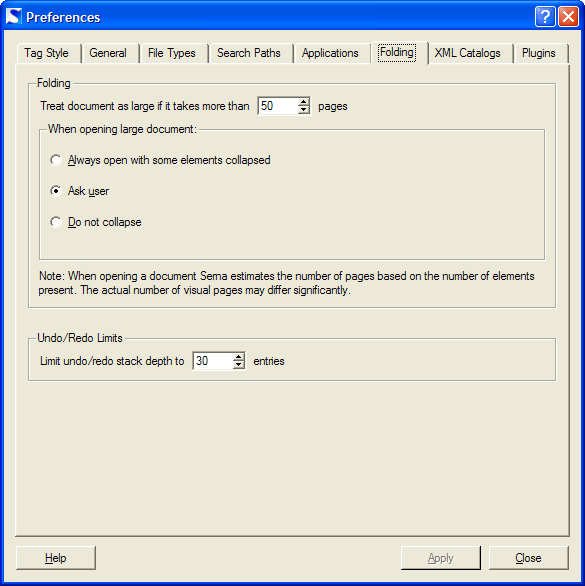 Preferences
Tag Style General File Types Search Paths Applications Folding XML Catalogs Plugins
Folding
Treat document as large if it takes more than 50 pages
When opening large document:
Always open with some elements collapsed
Ask user
Do not collapse
Note: When opening a document Serna estimates the number of pages based on the number of elements
present. The actual number of visual pages may differ significantly.
Undo/Redo Limits
Limit undo/redo stack depth to 30 entries
Help Apply Close